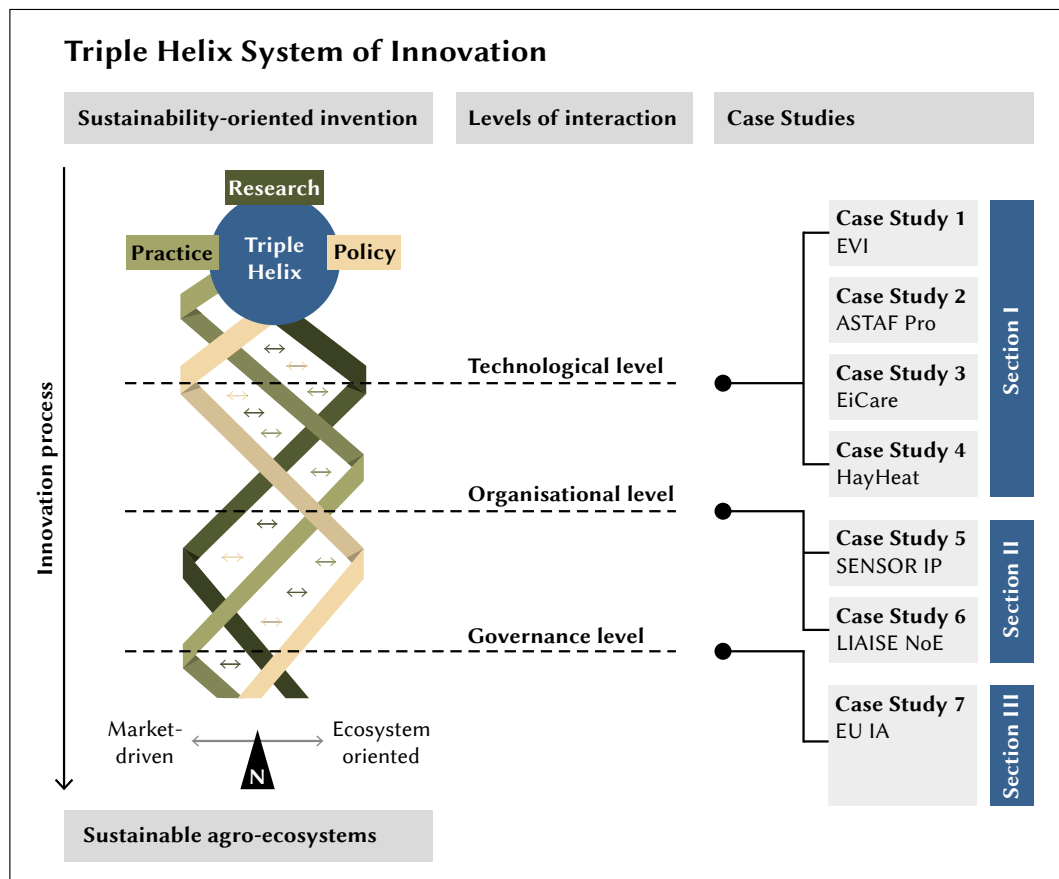 Triple Helix System of Innovation
Sustainability-oriented invention
Levels of interaction
Case Studies
Innovation process
Research
Practice
Triple
Helix
Policy
Technological level
Organisational level
Governance level
Case Study 1
EVI
Case Study 2
ASTAF Pro
Case Study 3
EiCare
Case Study 4
HayHeat
Section I
Case Study 5
SENSOR IP
Case Study 6
LIAISE NoE
Section II
Case Study 7
EU IA
Section III
Market-
driven
N
Ecosystem
oriented
Sustainable agro-ecosystems